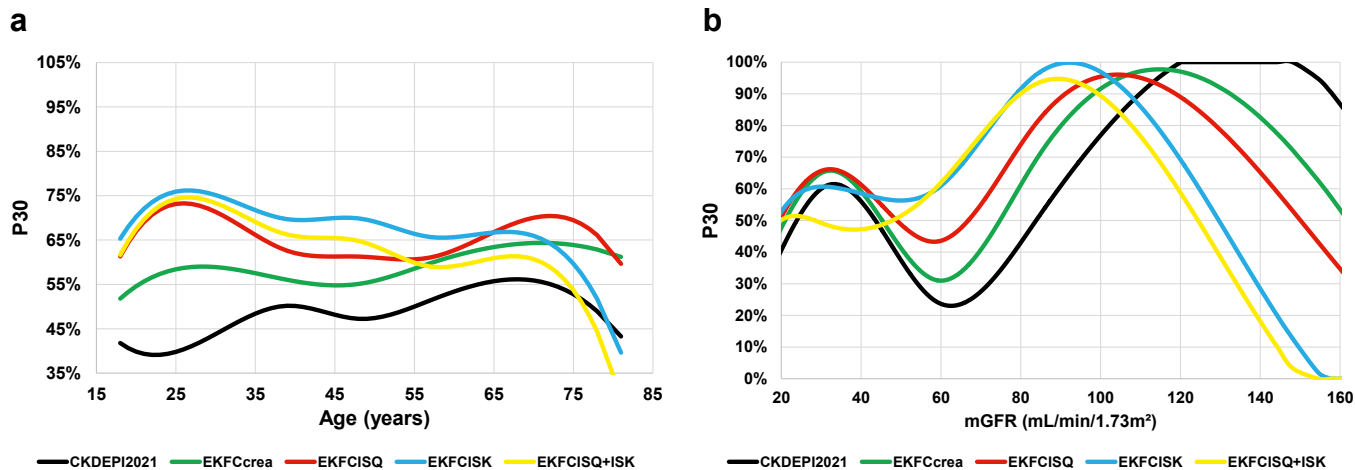 a
105%
95%
85%
75%
65%
55%
45%
35%
P30
15 25 35 45 55 65 75 85
Age (years)
CKDEPI2021 EKFCcrea EKFCISQ EKFCISK EKFCISQ+ISK
b
100%
90%
80%
70%
60%
50%
40%
30%
20%
10%
0%
P30
20 40 60 80 100 120 140 160
mGFR (mL/min/1.73m²)
CKDEPI2021 EKFCcrea EKFCISQ EKFCISK EKFCISQ+ISK